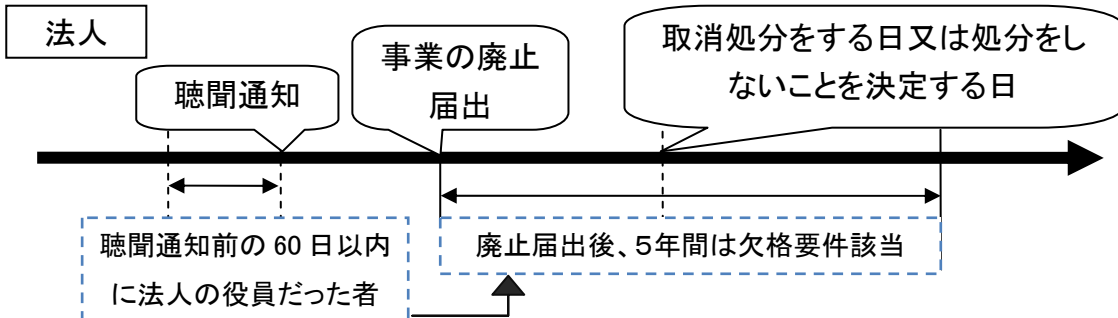 法人
聴聞通知
事業の廃止
届出
取消処分をする日又は処分をし
ないことを決定する日
聴聞通知前の 60 日以内
に法人の役員だった者
廃止届出後、5年間は欠格要件該当